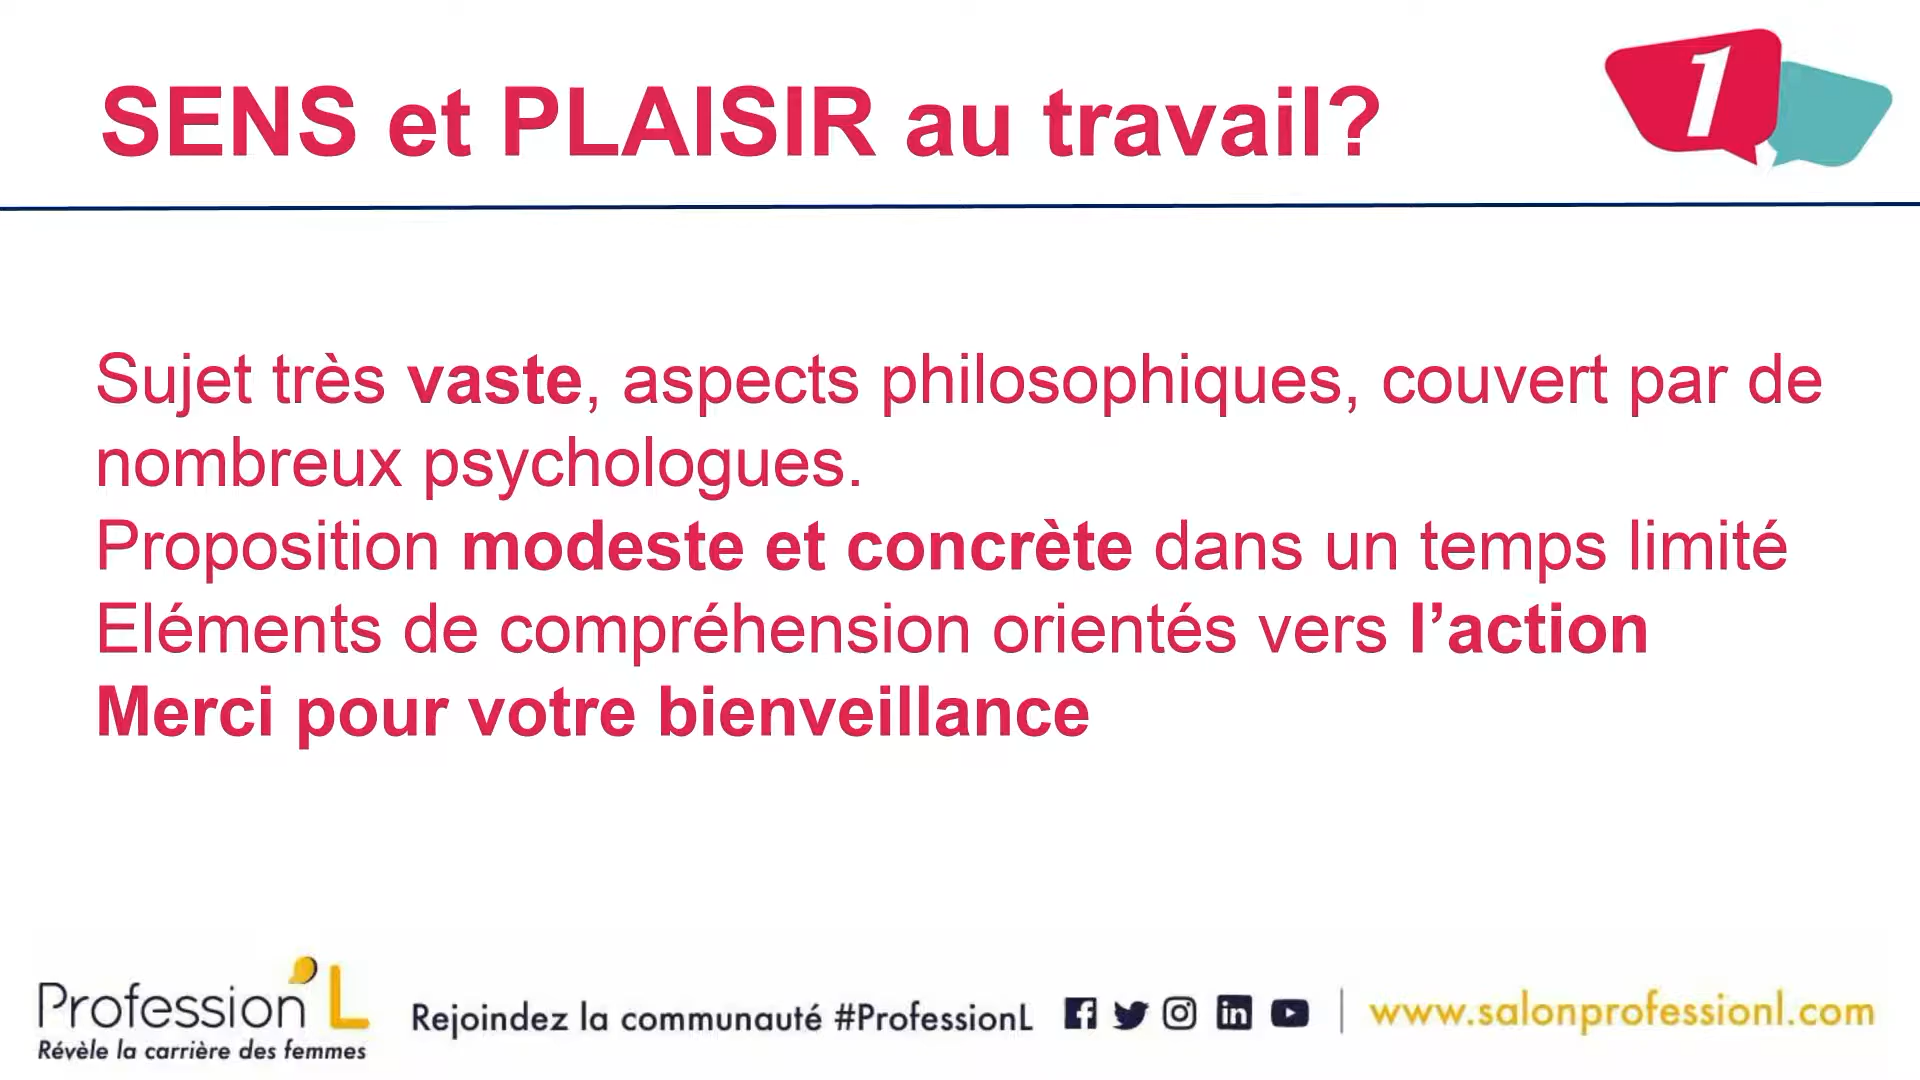 SENS et PLAISIR au travail?
1
Sujet très vaste, aspects philosophiques, couvert par de
nombreux psychologues.
Proposition modeste et concrète dans un temps limité
Eléments de compréhension orientés vers l’action
Merci pour votre bienveillance
Profession'L
Révèle la carrière des femmes
Rejoindez la communauté #ProfessionL
www.salonprofessionl.com